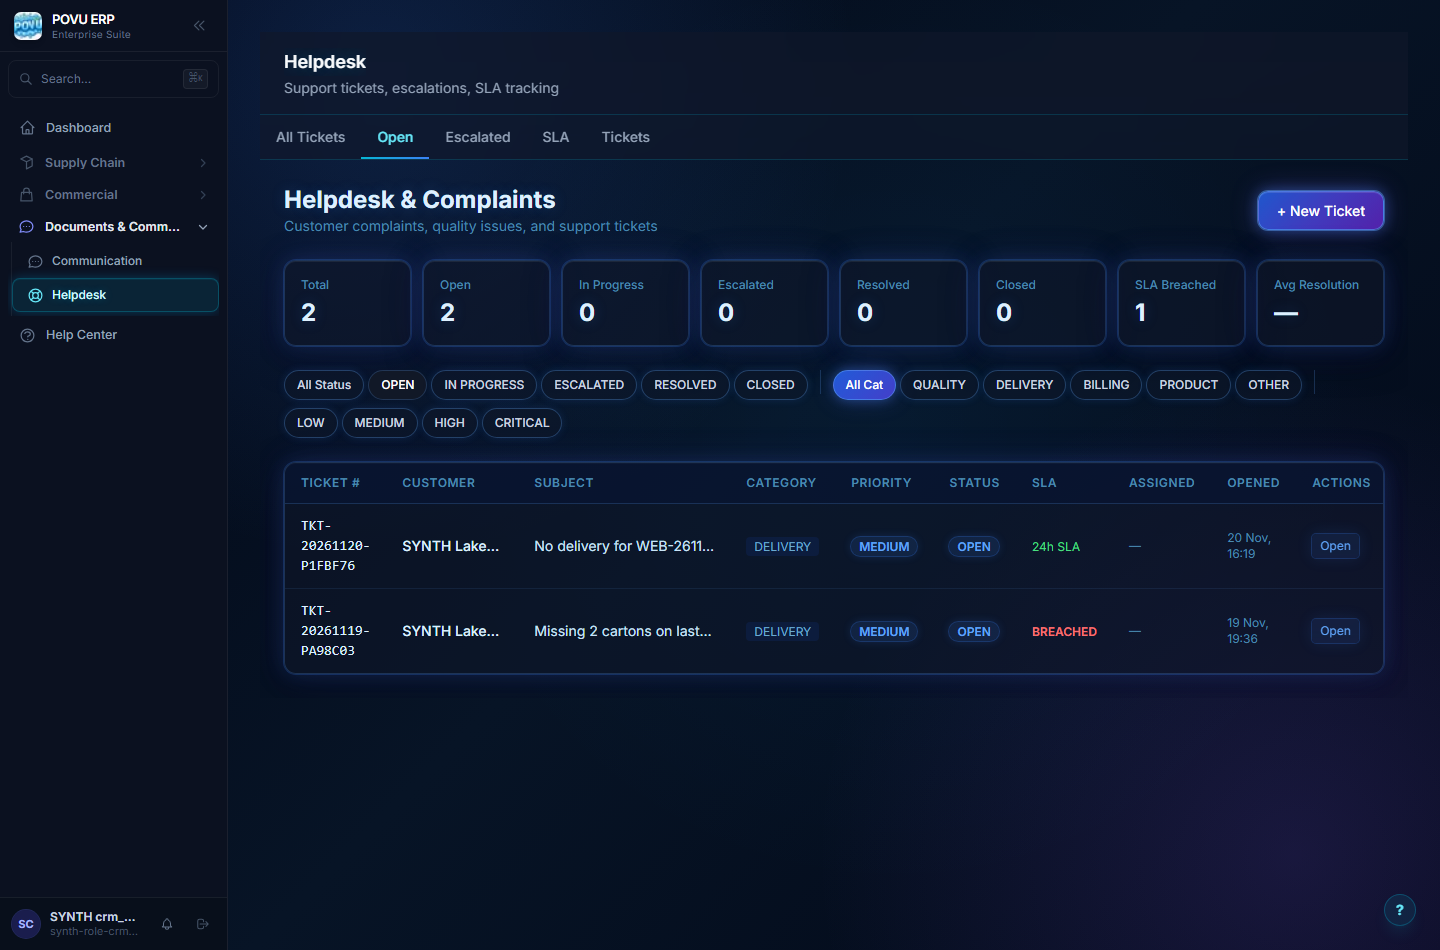 POVU ERP
Enterprise Suite
Search...
⌘K
Dashboard
Supply Chain
Commercial
Documents & Comm...
Communication
Helpdesk
Help Center
SC
SYNTH crm_...
synth-role-crm...
Helpdesk
Support tickets, escalations, SLA tracking
All Tickets Open Escalated SLA Tickets
Helpdesk & Complaints
Customer complaints, quality issues, and support tickets
+ New Ticket
Total Open In Progress Escalated Resolved Closed SLA Breached Avg Resolution
2 2 0 0 0 0 1 —
All Status OPEN IN PROGRESS ESCALATED RESOLVED CLOSED All Cat QUALITY DELIVERY BILLING PRODUCT OTHER
LOW MEDIUM HIGH CRITICAL
TICKET # CUSTOMER SUBJECT CATEGORY PRIORITY STATUS SLA ASSIGNED OPENED ACTIONS
TKT-
20261120-
P1FBF76
SYNTH Lake... No delivery for WEB-2611... DELIVERY MEDIUM OPEN 24h SLA — 20 Nov,
16:19
Open
TKT-
20261119-
PA98C03
SYNTH Lake... Missing 2 cartons on last... DELIVERY MEDIUM OPEN BREACHED — 19 Nov,
19:36
Open
?